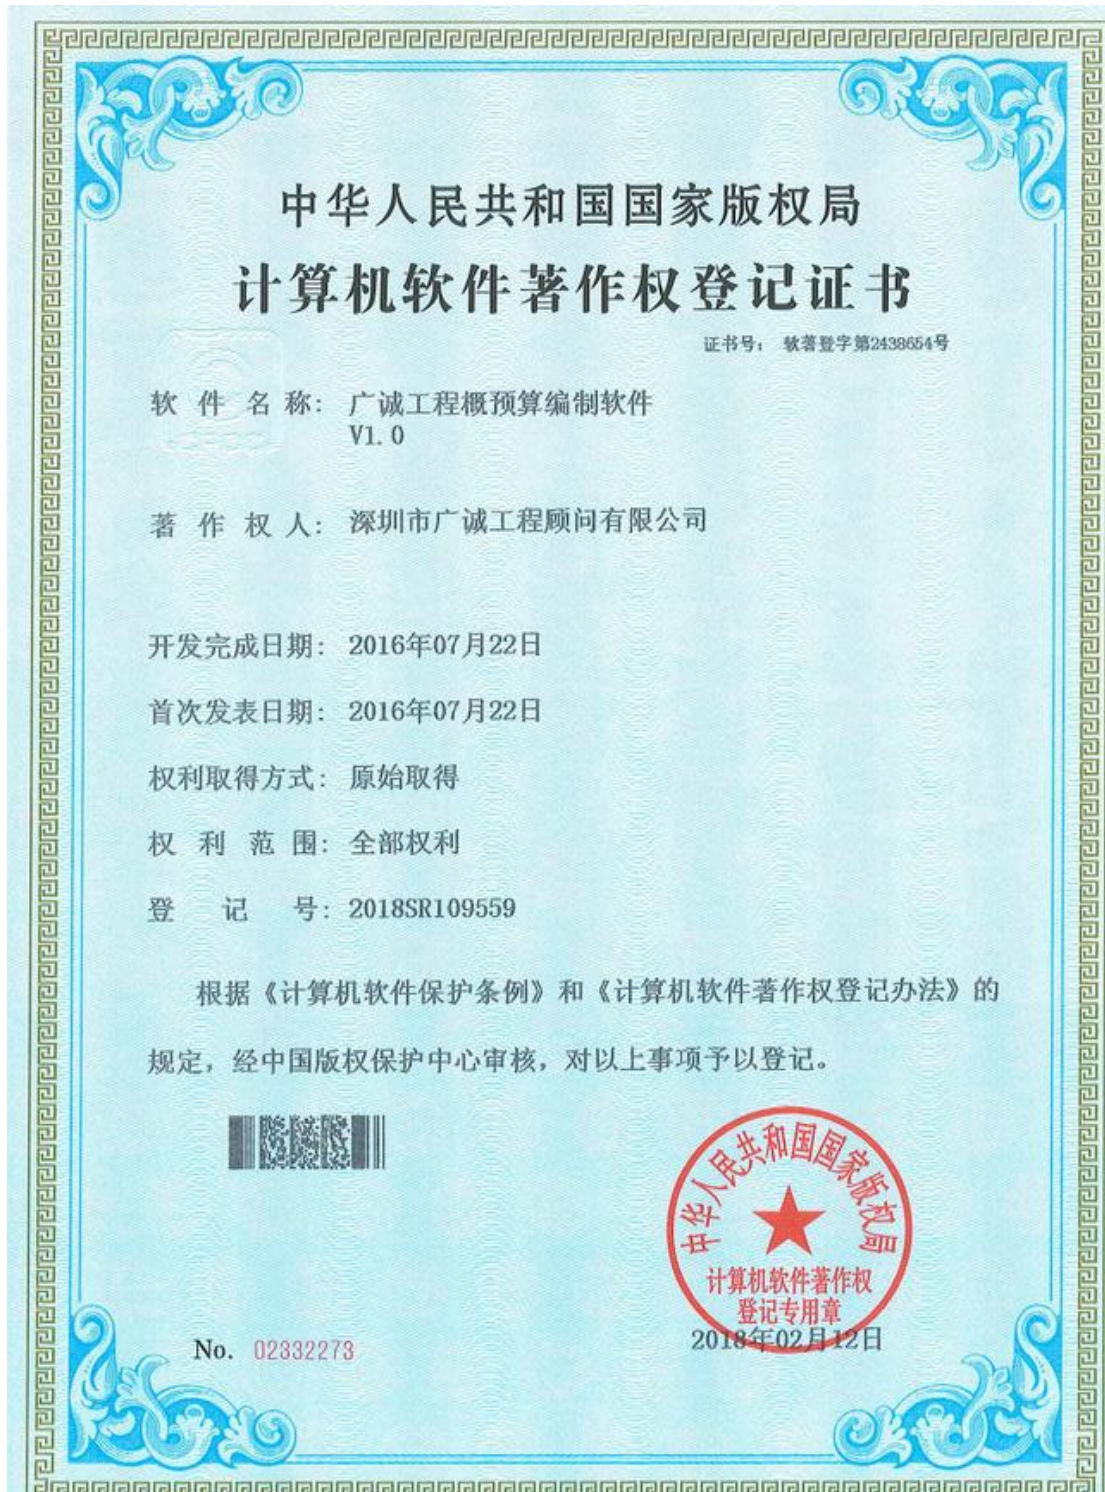 中华人民共和国国家版权局
计算机软件著作权登记证书
证书号： 软著登字第2438654号
软件名称： 广诚工程概预算编制软件
V1.0
著作权人： 深圳市广诚工程顾问有限公司
开发完成日期： 2016年07月22日
首次发表日期： 2016年07月22日
权利取得方式： 原始取得
权利范围： 全部权利
登记号： 2018SR109559
根据《计算机软件保护条例》和《计算机软件著作权登记办法》的
规定，经中国版权保护中心审核，对以上事项予以登记。
中华人民共和国国家版权局
计算机软件著作权
登记专用章
2018年02月12日
No. 02332273